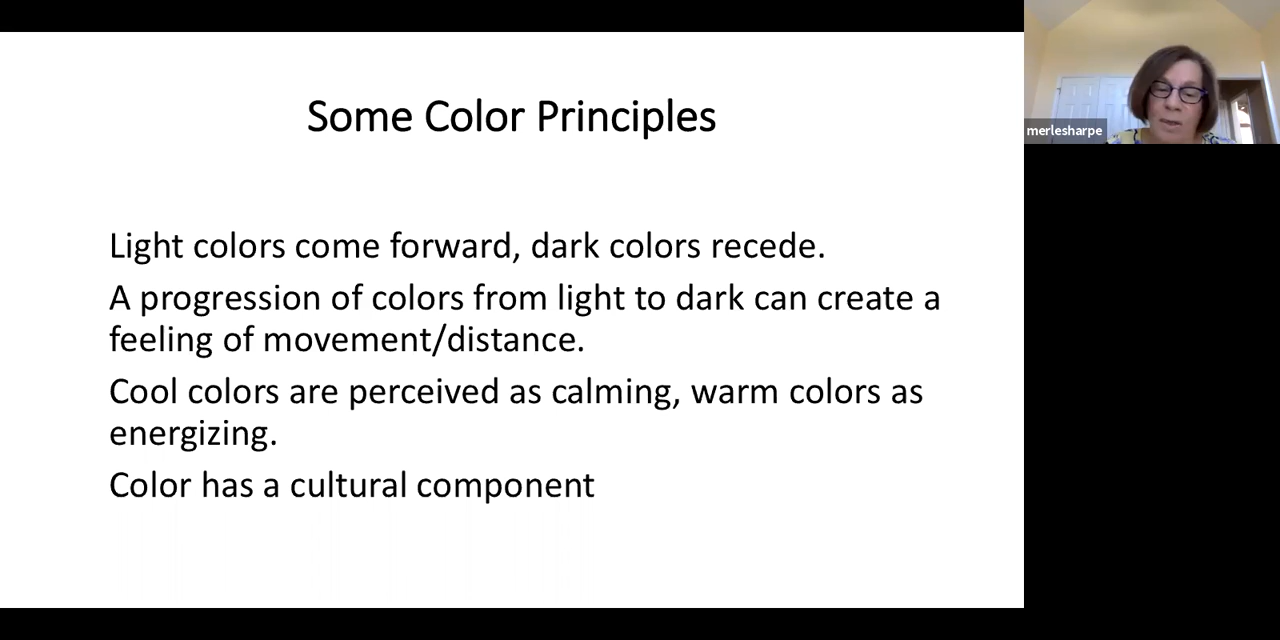 Some Color Principles
Light colors come forward, dark colors recede.
A progression of colors from light to dark can create a
feeling of movement/distance.
Cool colors are perceived as calming, warm colors as
energizing.
Color has a cultural component
merlesharpe